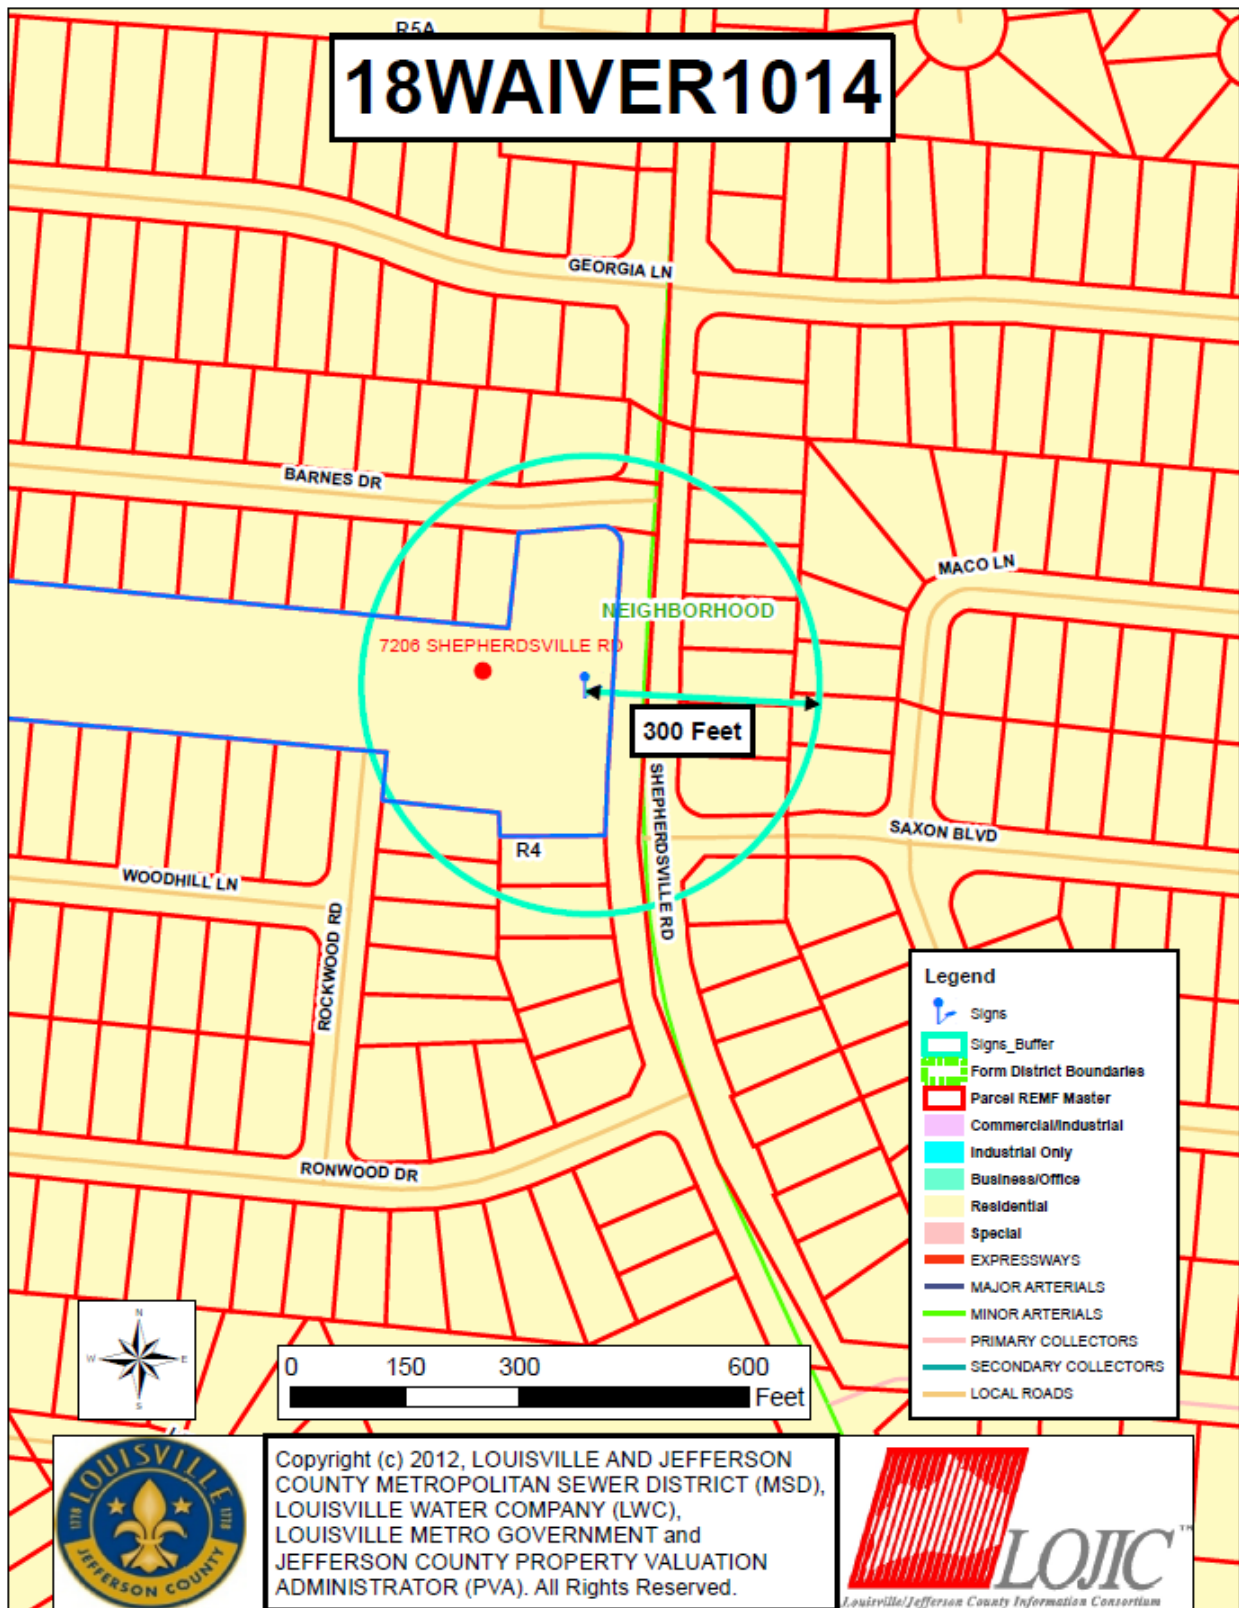 R5A
18WAIVER1014
GEORGIA LN
BARNES DR
MACO LN
NEIGHBORHOOD
7206 SHEPHERDSVILLE RD
300 Feet
SHEPHERDSVILLE RD
SAXON BLVD
R4
WOODHILL LN
ROCKWOOD RD
RONWOOD DR
Legend
Signs
Signs_Buffer
Form District Boundaries
Parcel REMF Master
Commercial/Industrial
Industrial Only
Business/Office
Residential
Special
EXPRESSWAYS
MAJOR ARTERIALS
MINOR ARTERIALS
PRIMARY COLLECTORS
SECONDARY COLLECTORS
LOCAL ROADS
N
W E
S
0 150 300 600
Feet
LOUISVILLE
1778 1778
JEFFERSON COUNTY
Copyright (c) 2012, LOUISVILLE AND JEFFERSON
COUNTY METROPOLITAN SEWER DISTRICT (MSD),
LOUISVILLE WATER COMPANY (LWC),
LOUISVILLE METRO GOVERNMENT and
JEFFERSON COUNTY PROPERTY VALUATION
ADMINISTRATOR (PVA). All Rights Reserved.
LOJIC™
Louisville/Jefferson County Information Consortium